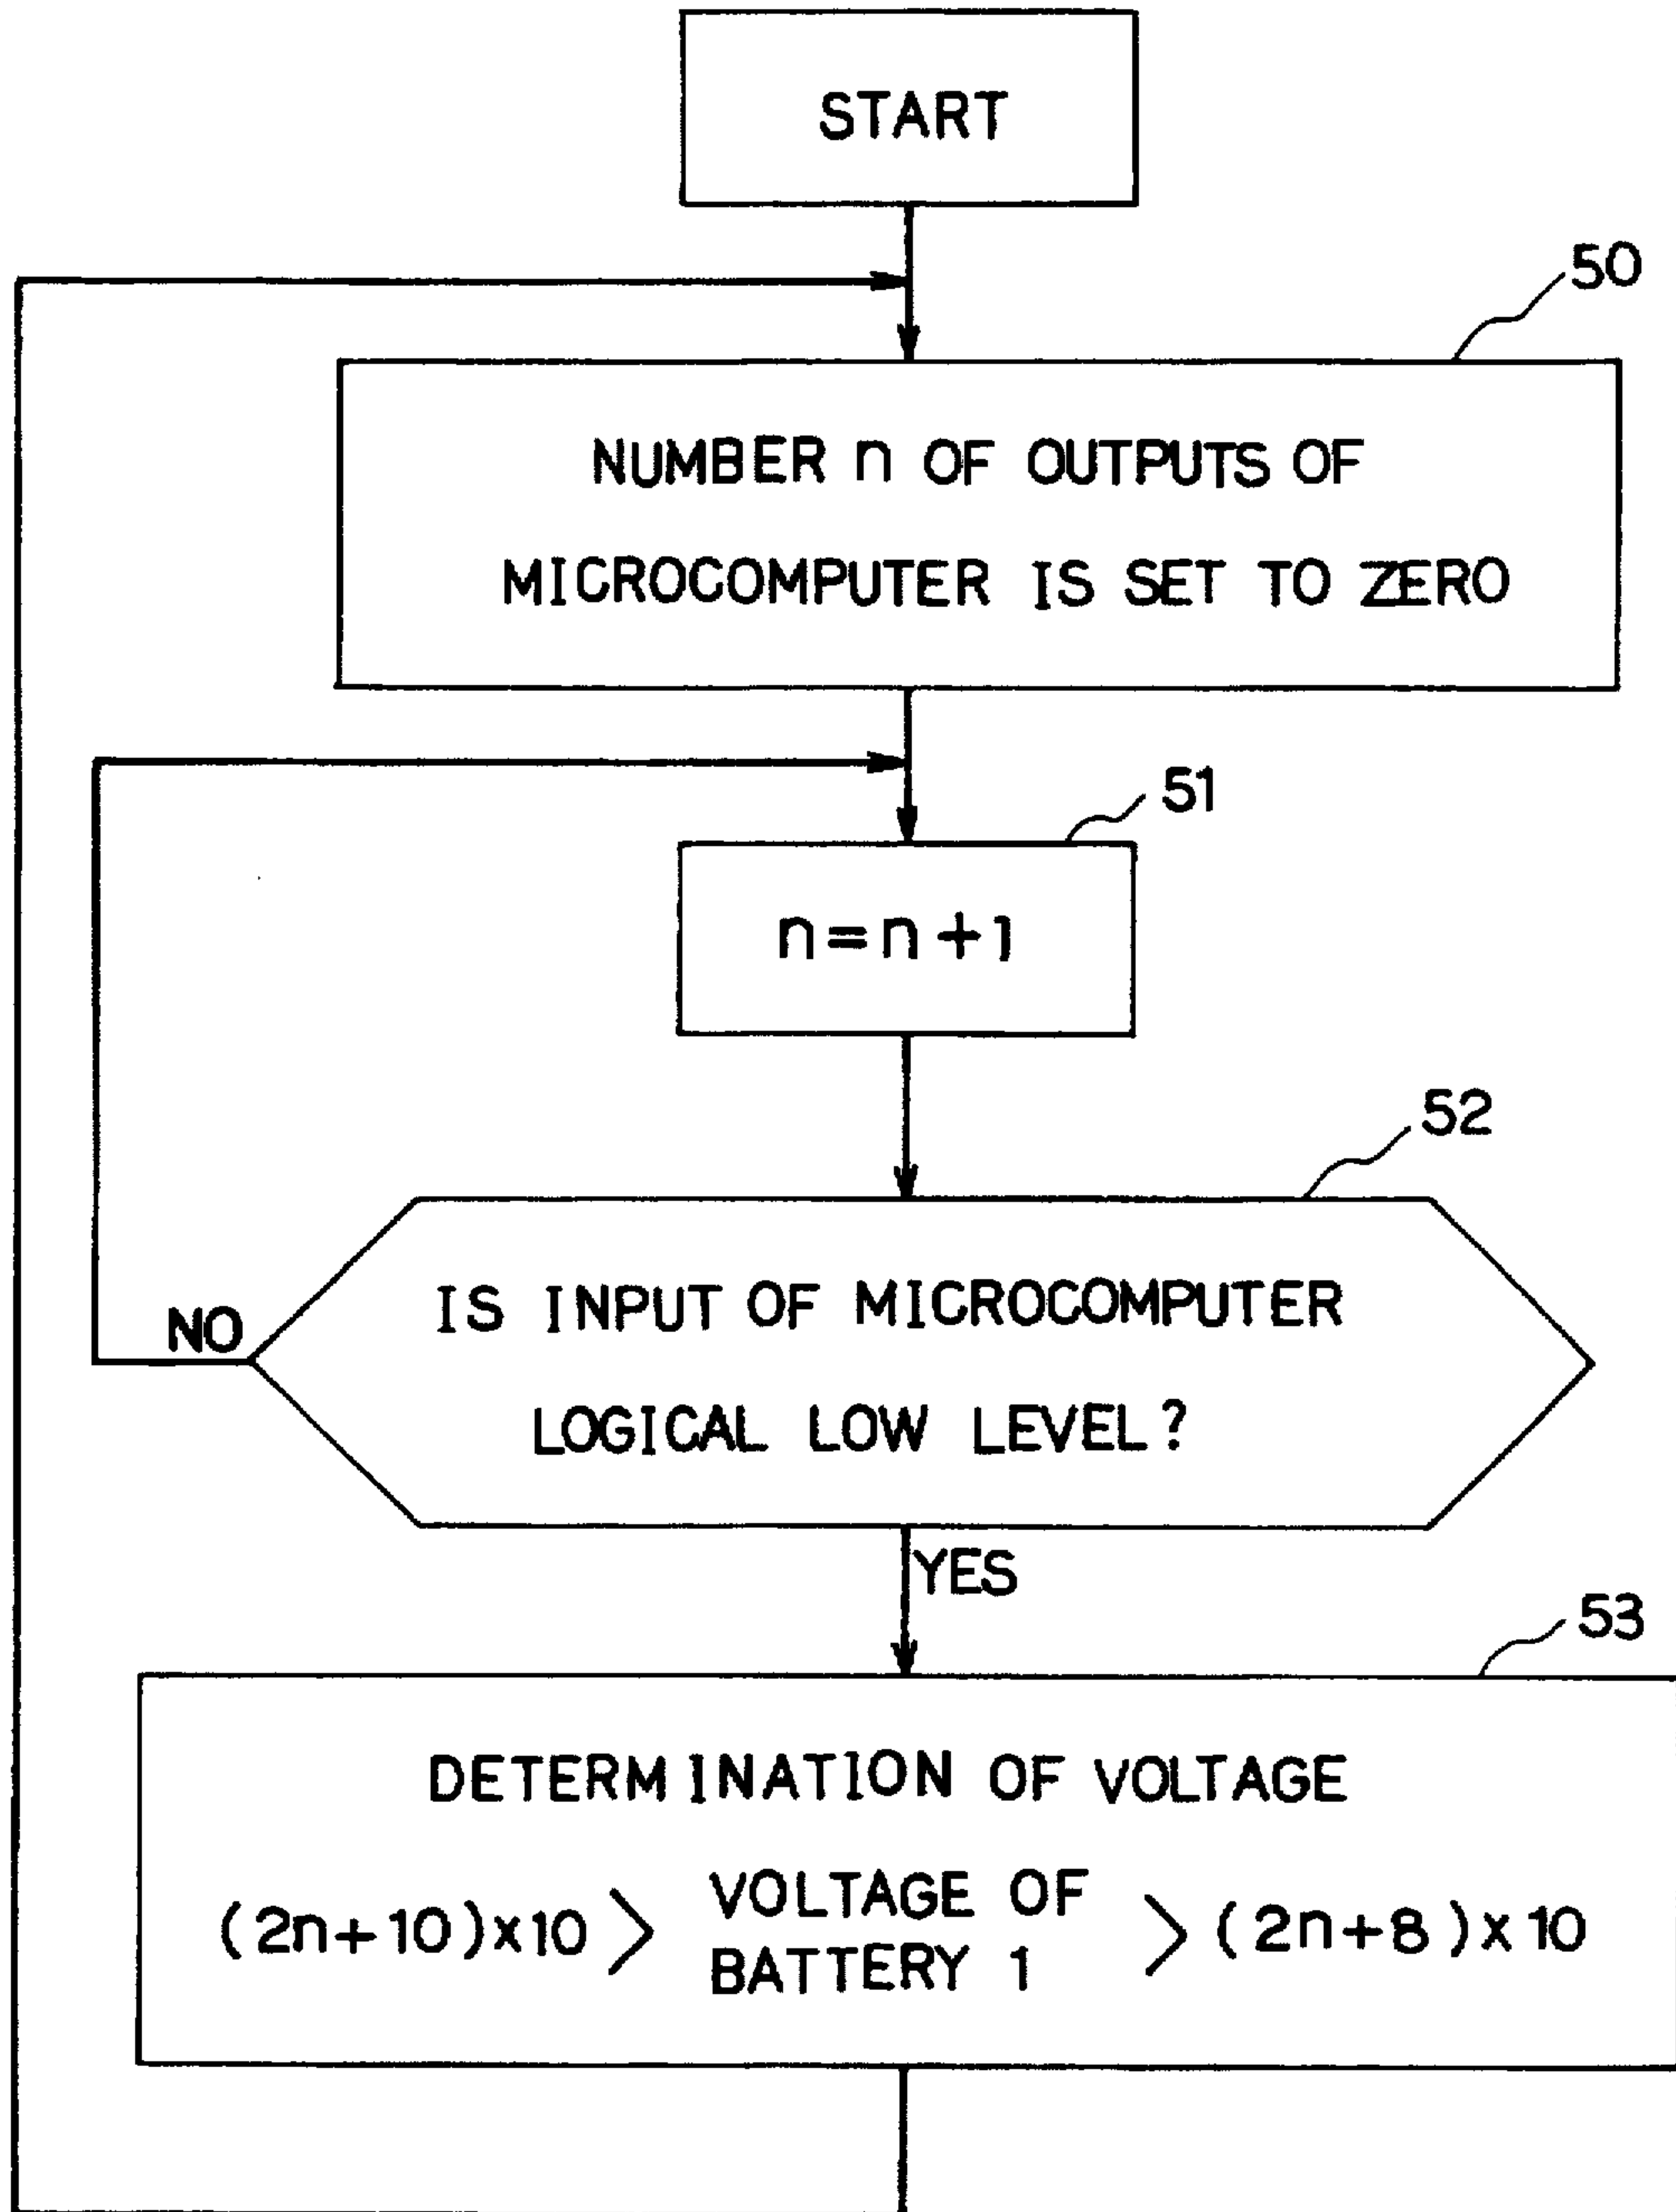 START
50
NUMBER n OF OUTPUTS OF
MICROCOMPUTER IS SET TO ZERO
51
n=n+1
52
IS INPUT OF MICROCOMPUTER
LOGICAL LOW LEVEL?
NO
YES
53
DETERMINATION OF VOLTAGE
(2n+10)x10 > VOLTAGE OF BATTERY 1 > (2n+8)x10